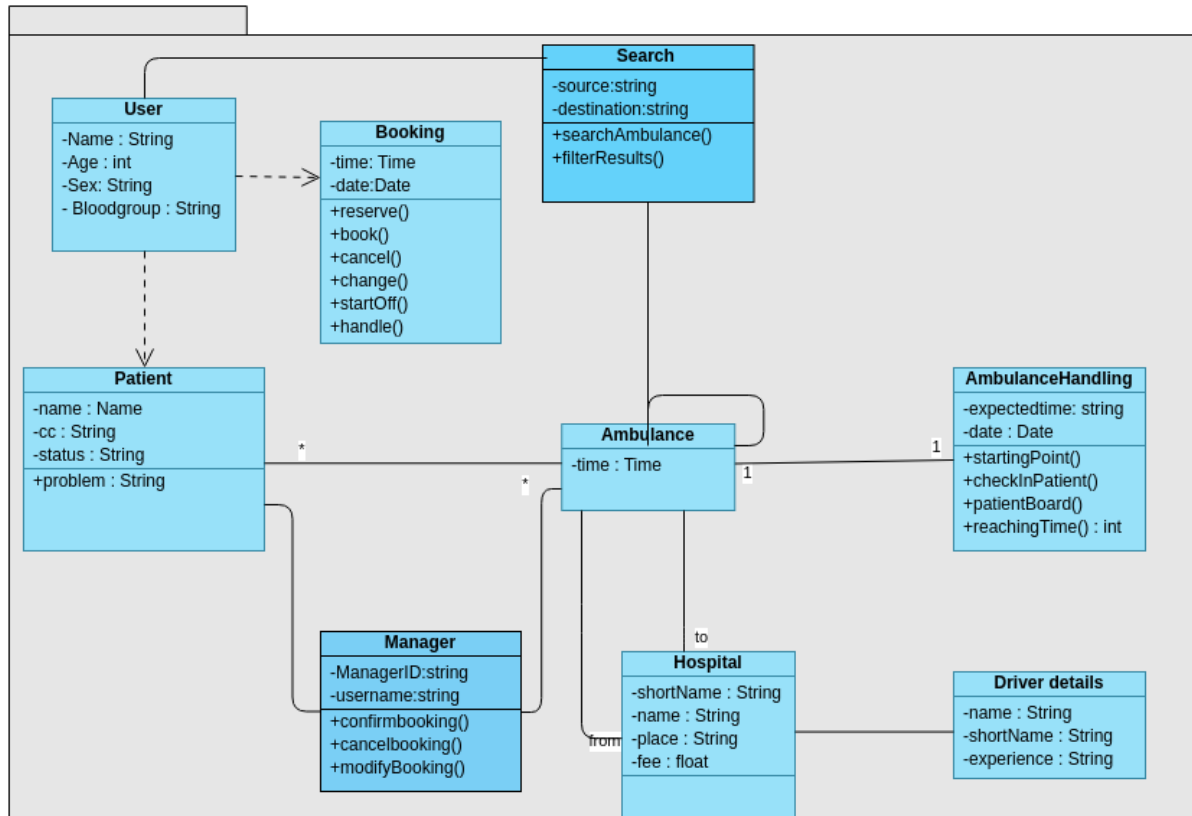 Search
-source:string
-destination:string
+searchAmbulance()
+filterResults()
User
-Name : String
-Age : int
-Sex: String
- Bloodgroup : String
Booking
-time: Time
-date:Date
+reserve()
+book()
+cancel()
+change()
+startOff()
+handle()
Patient
-name : Name
-cc : String
-status : String
+problem : String
*
*
Ambulance
-time : Time
1
1
AmbulanceHandling
-expectedtime: string
-date : Date
+startingPoint()
+checkInPatient()
+patientBoard()
+reachingTime() : int
Manager
-ManagerID:string
-username:string
+confirmbooking()
+cancelbooking()
+modifyBooking()
to
from
Hospital
-shortName : String
-name : String
-place : String
-fee : float
Driver details
-name : String
-shortName : String
-experience : String